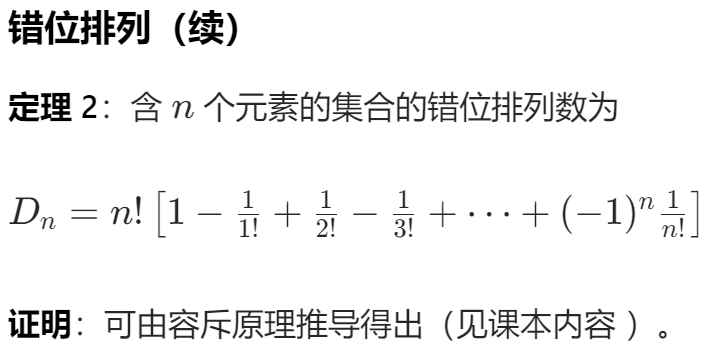 错位排列（续）
定理 2：含 n 个元素的集合的错位排列数为
D_n = n! [1 − 1/1! + 1/2! − 1/3! + ⋯ + (−1)^n 1/n!]
证明：可由容斥原理推导得出（见课本内容 ）。